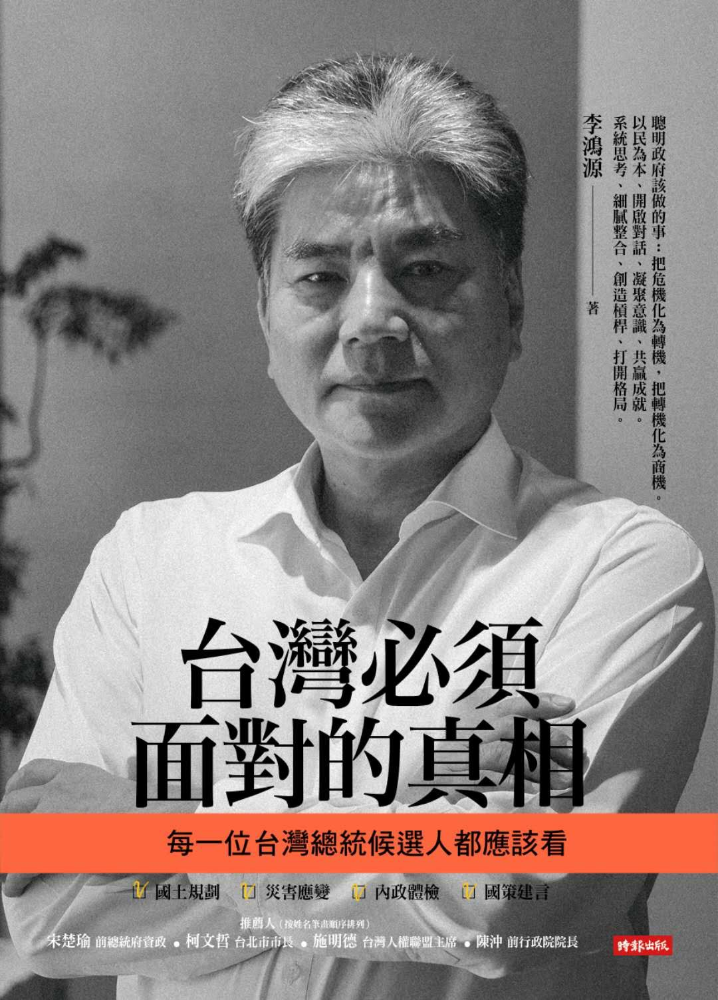 聰明政府該做的事：把危機化為轉機，把轉機化為商機。
以民為本、開啟對話、凝聚意識、共贏成就。
系統思考、細膩整合、創造槓桿、打開格局。
李鴻源 著
台灣必須
面對的真相
每一位台灣總統候選人都應該看
國土規劃 災害應變 內政體檢 國策建言
推薦人（按姓名筆畫順序排列）
宋楚瑜 前總統府資政 ● 柯文哲 台北市市長 ● 施明德 台灣人權聯盟主席 ● 陳沖 前行政院院長
時報出版